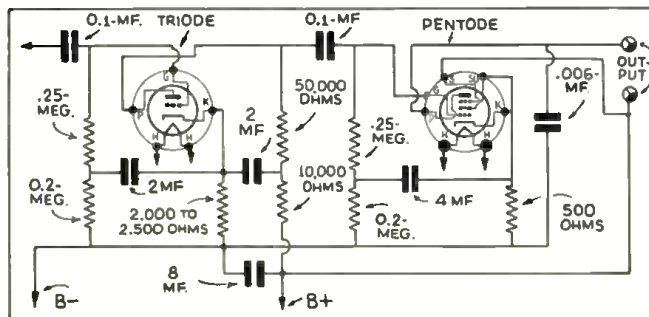 0.1-MF.
TRIODE
0.1-MF
PENTODE
OUT-
PUT
.25-
MEG.
G
P
K
H
H
2
MF
50,000
OHMS
.25-
MEG.
G
P
K
H
H
.006-
MF.
0.2-
MEG.
2MF
2,000 TO
2,500 OHMS
10,000
OHMS
0.2-
MEG.
4 MF
500
OHMS
8
MF.
B-
B+